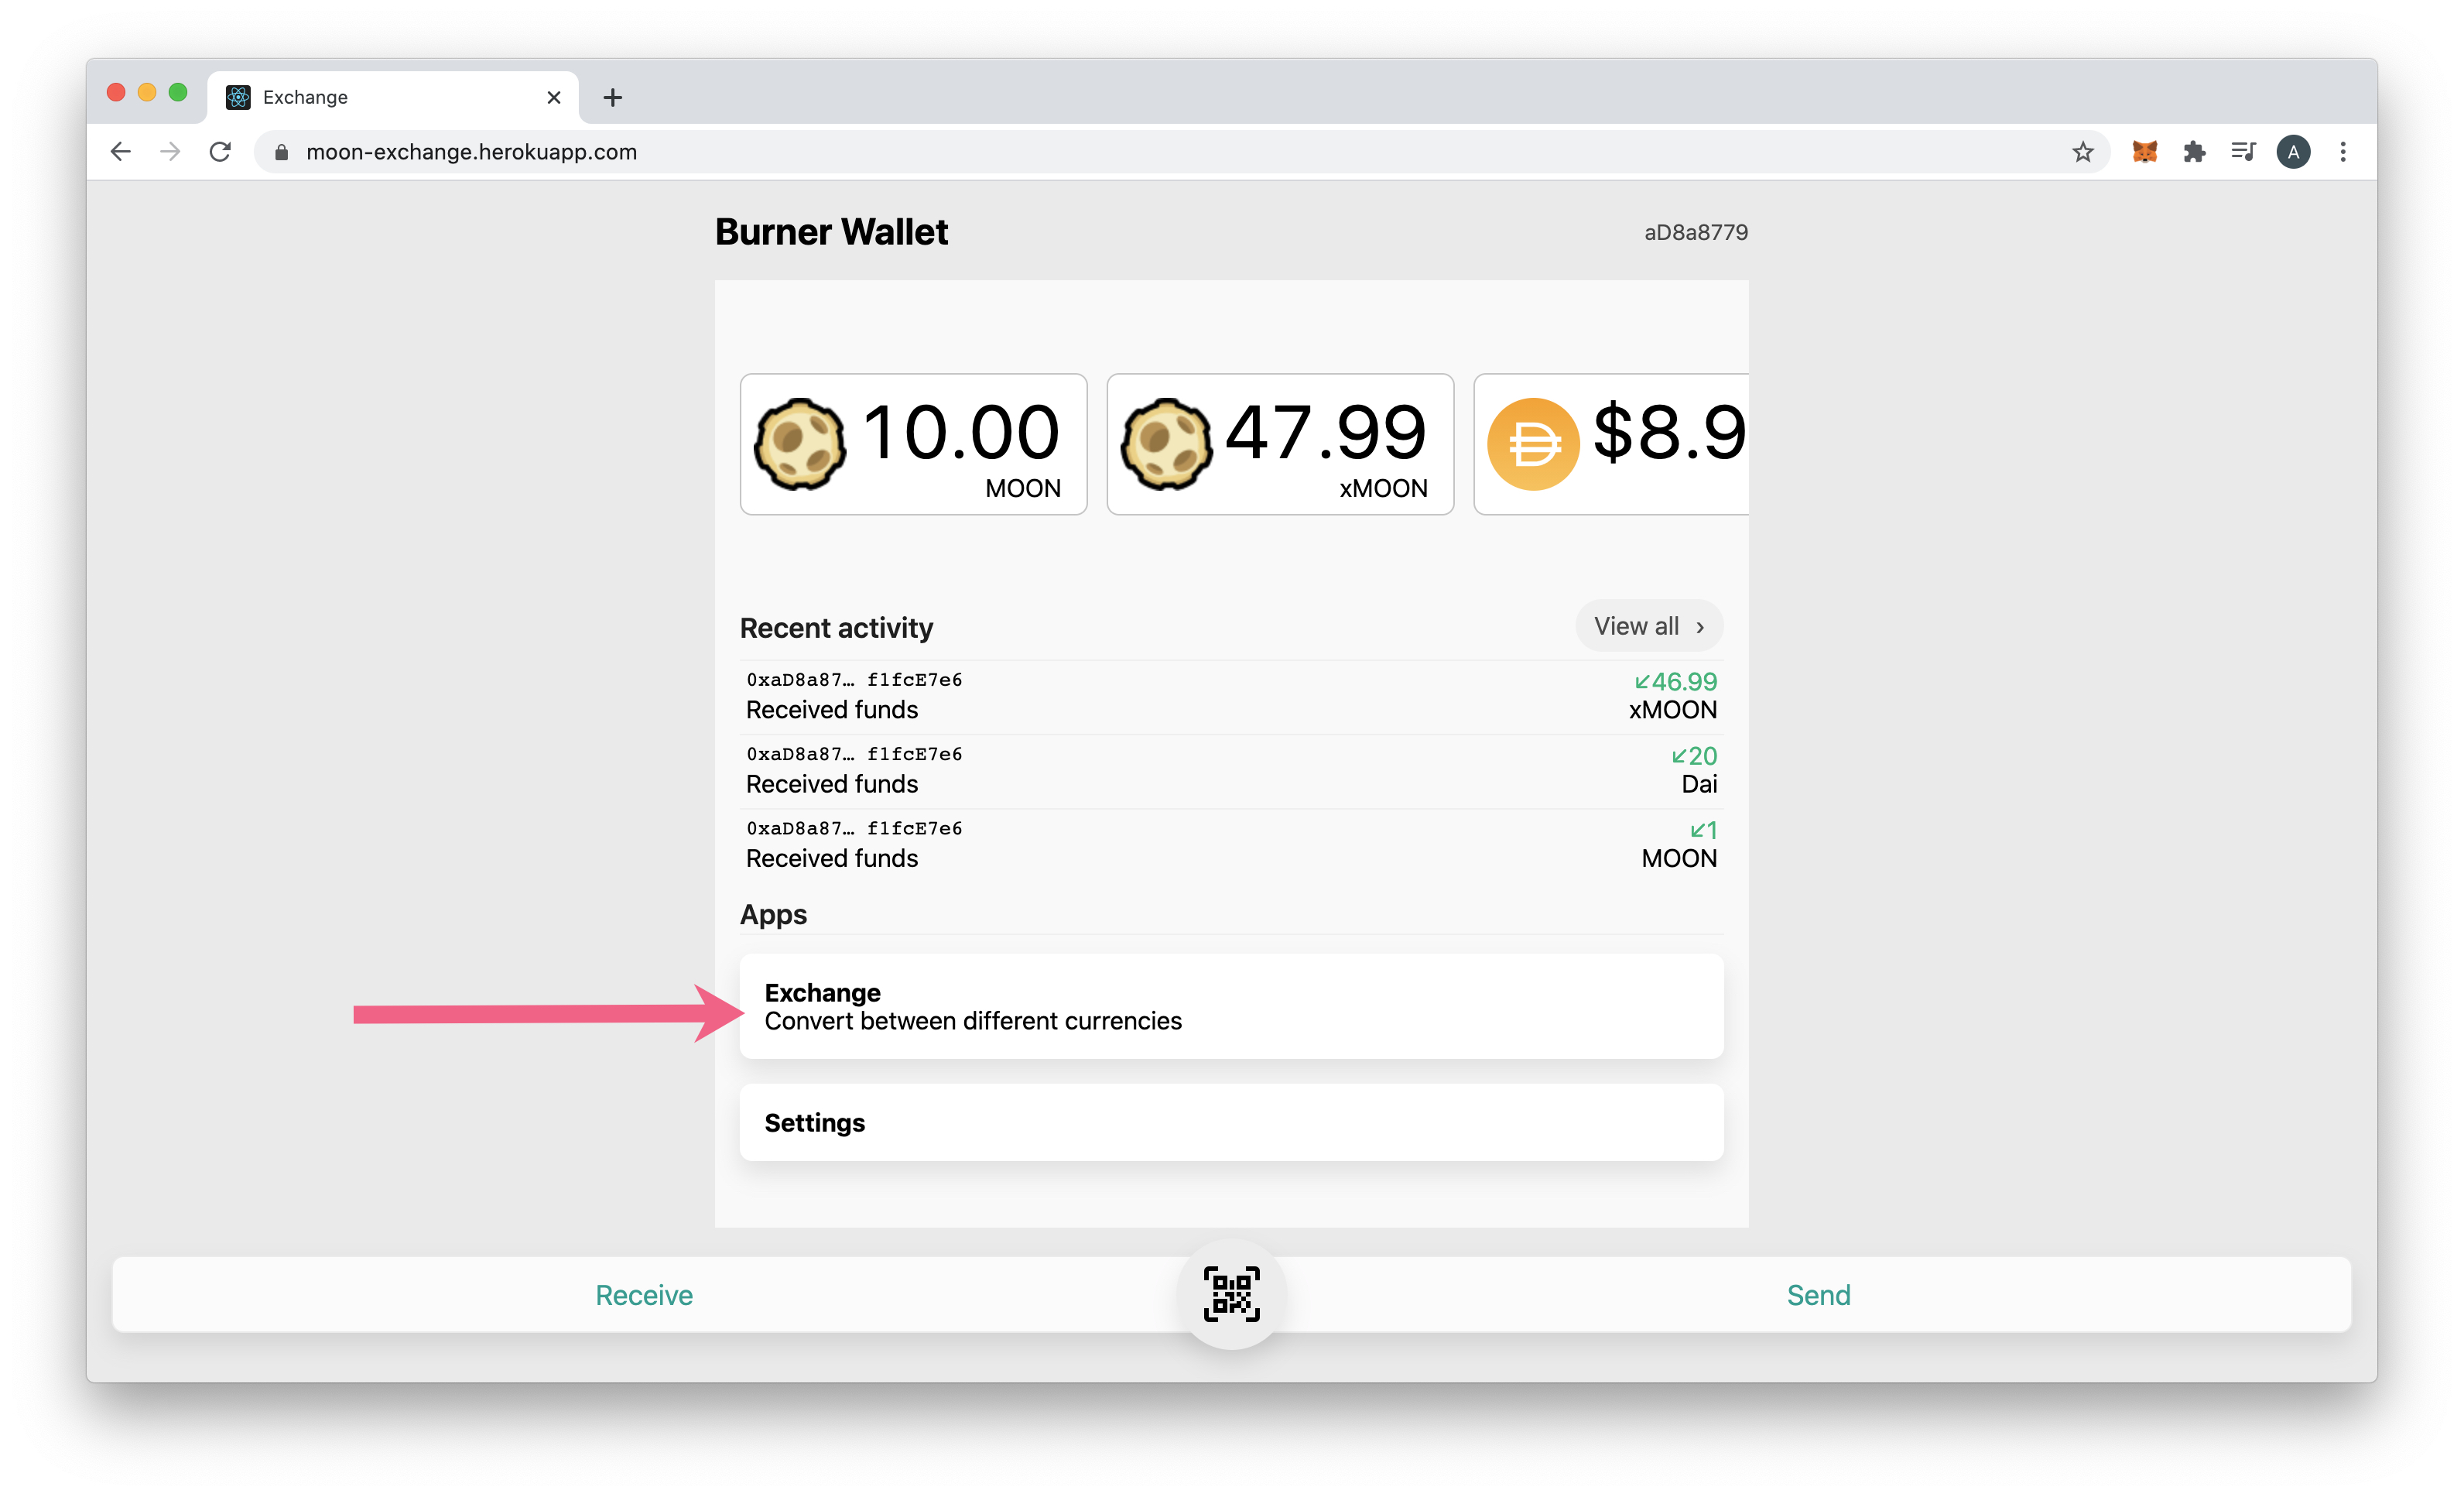 Exchange
moon-exchange.herokuapp.com
A
Burner Wallet
aD8a8779
10.00
MOON
47.99
xMOON
$8.9
Recent activity
View all ›
0xaD8a87… f1fcE7e6
↙46.99
Received funds
xMOON
0xaD8a87… f1fcE7e6
↙20
Received funds
Dai
0xaD8a87… f1fcE7e6
↙1
Received funds
MOON
Apps
Exchange
Convert between different currencies
Settings
Receive
Send